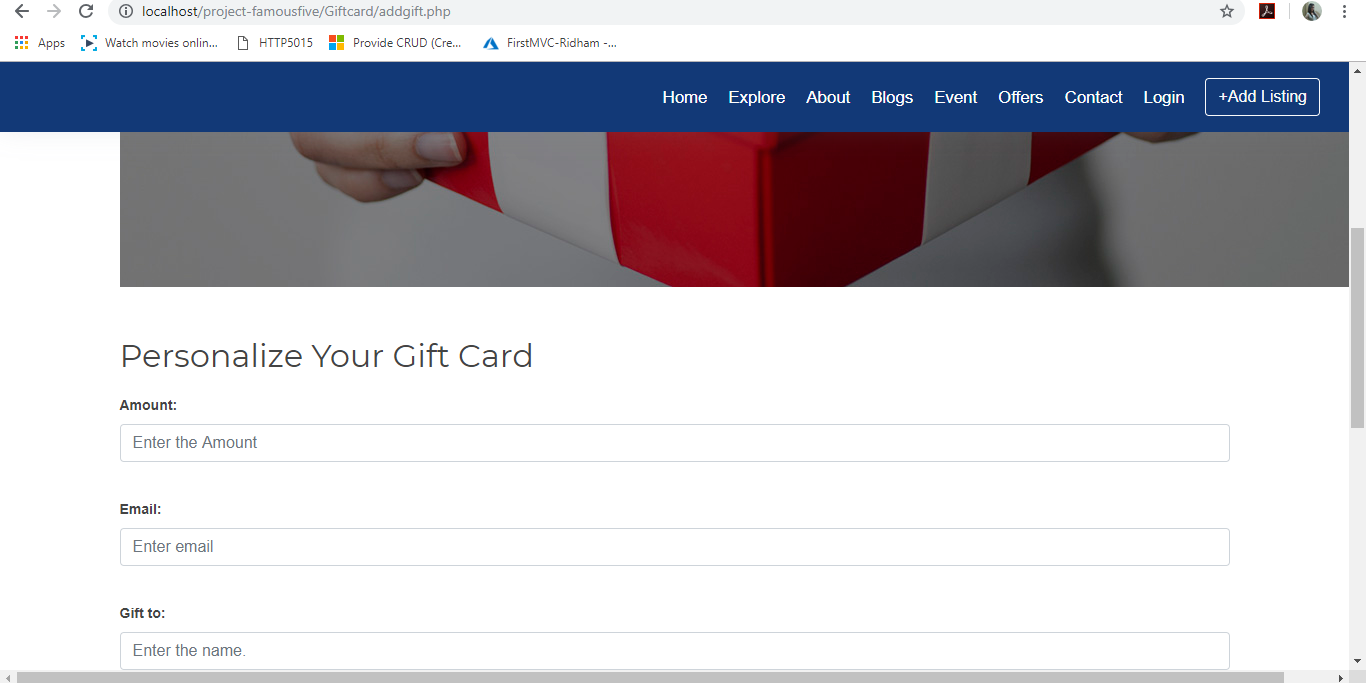 localhost/project-famousfive/Giftcard/addgift.php
Apps Watch movies onlin... HTTP5015 Provide CRUD (Cre... FirstMVC-Ridham -...
Home Explore About Blogs Event Offers Contact Login +Add Listing
Personalize Your Gift Card
Amount:
Enter the Amount
Email:
Enter email
Gift to:
Enter the name.